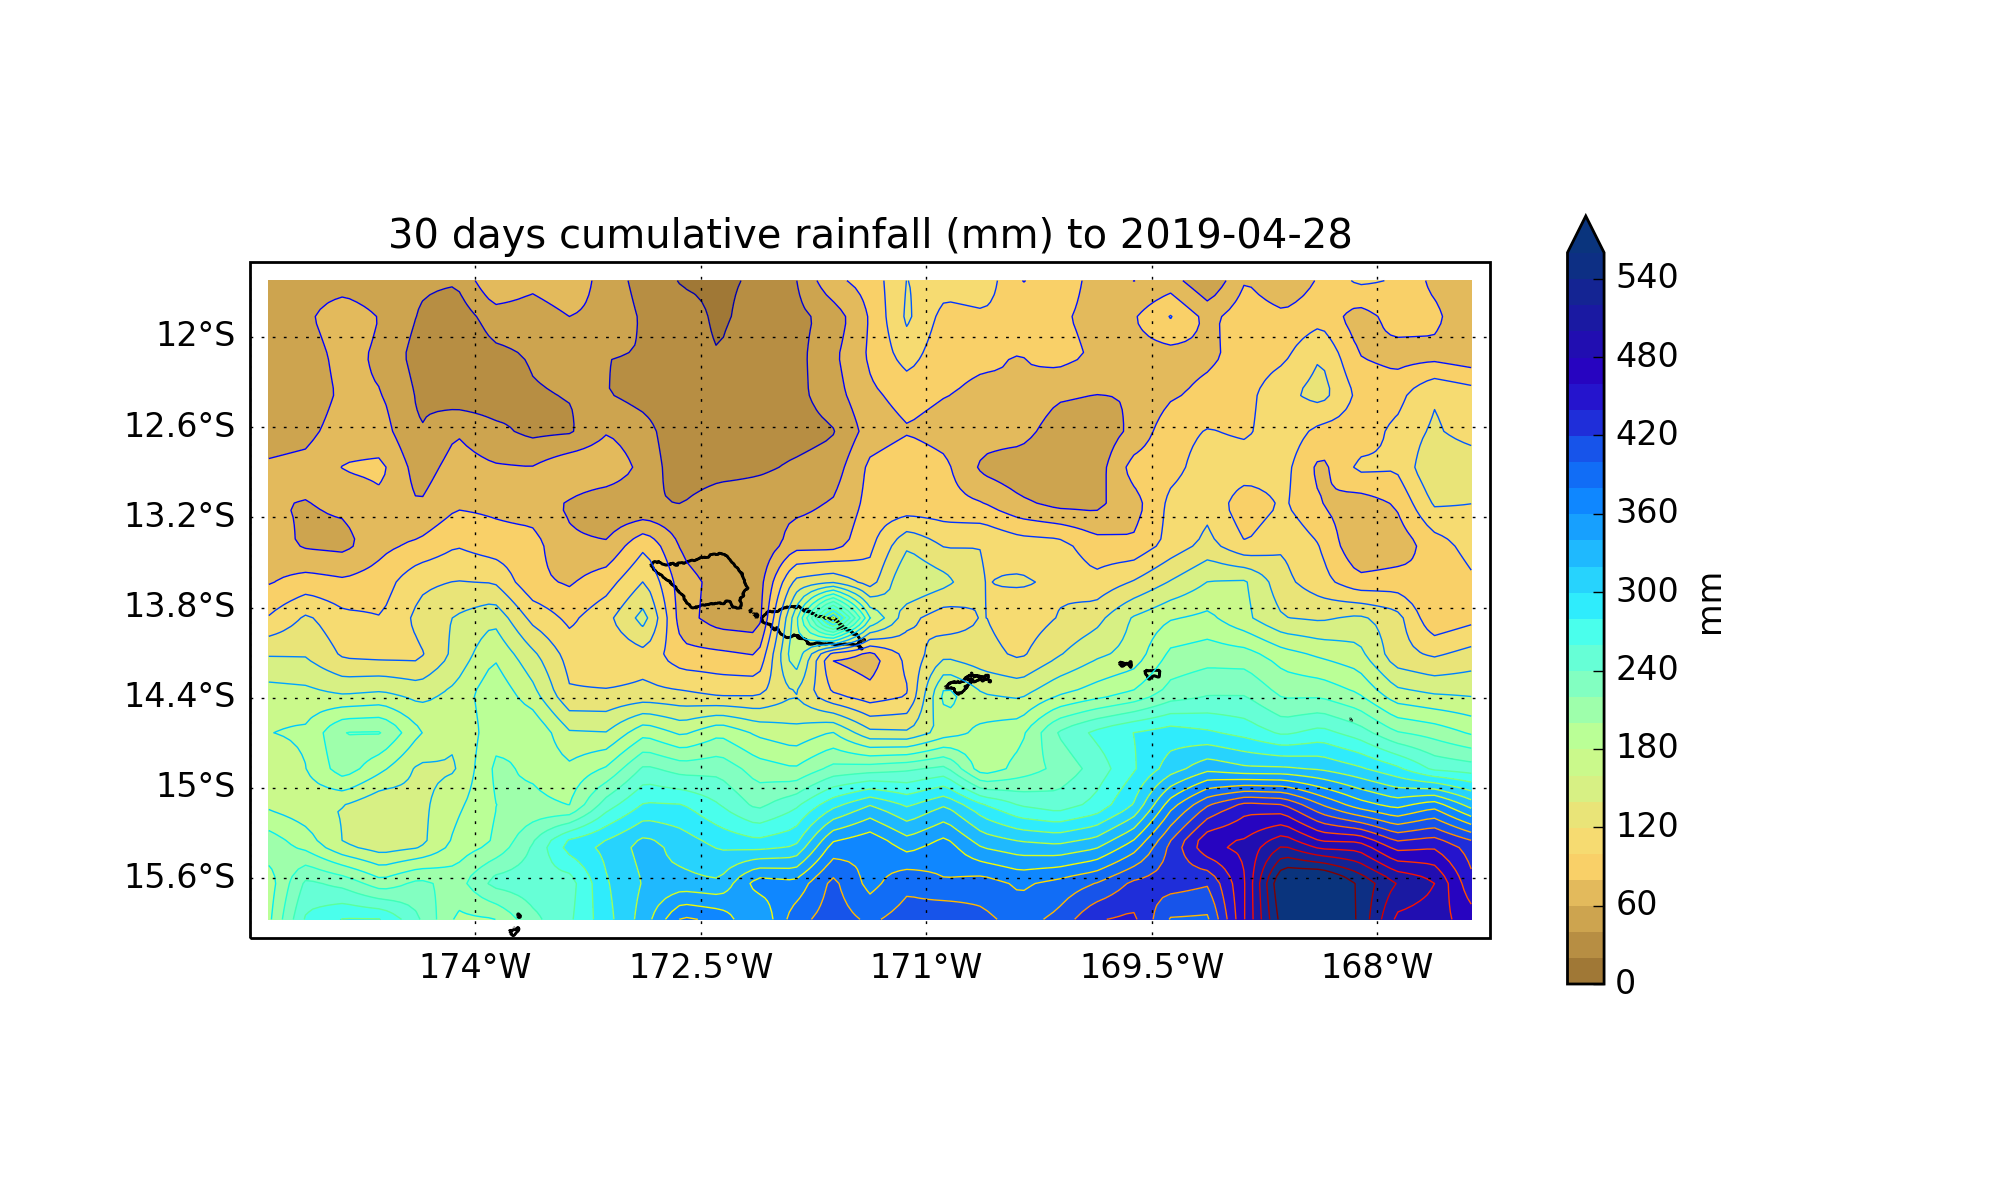 30 days cumulative rainfall (mm) to 2019-04-28
12°S
12.6°S
13.2°S
13.8°S
14.4°S
15°S
15.6°S
174°W
172.5°W
171°W
169.5°W
168°W
540
480
420
360
300
240
180
120
60
0
mm